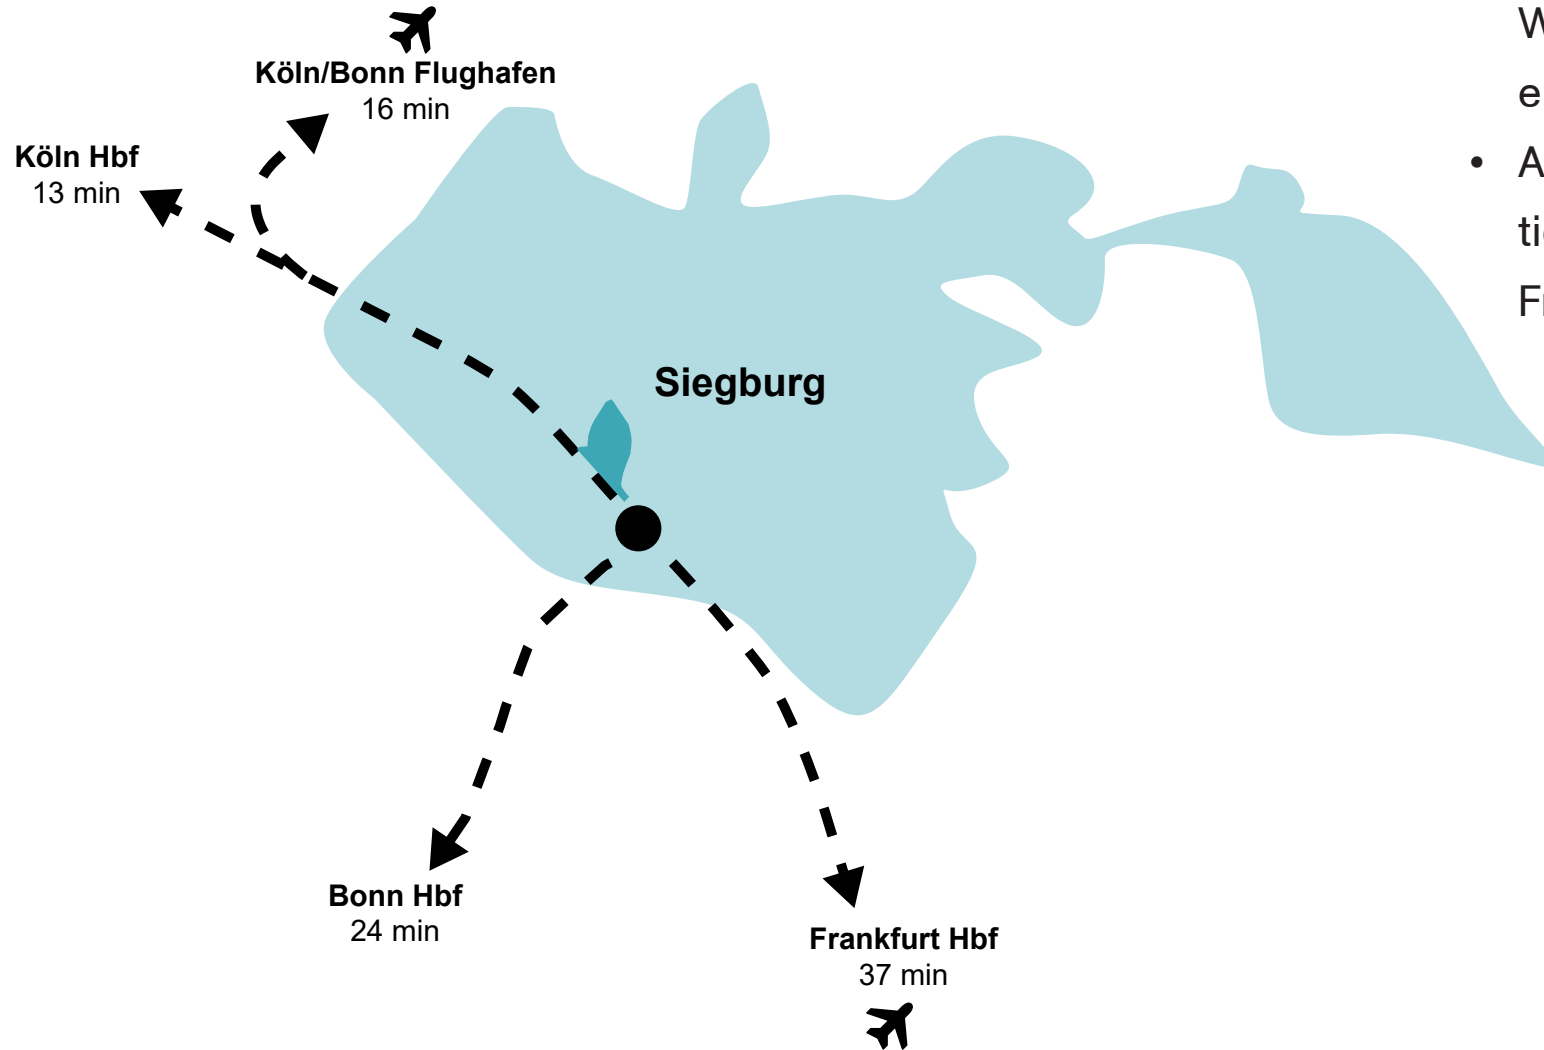 Köln/Bonn Flughafen
16 min
Köln Hbf
13 min
Siegburg
Bonn Hbf
24 min
Frankfurt Hbf
37 min